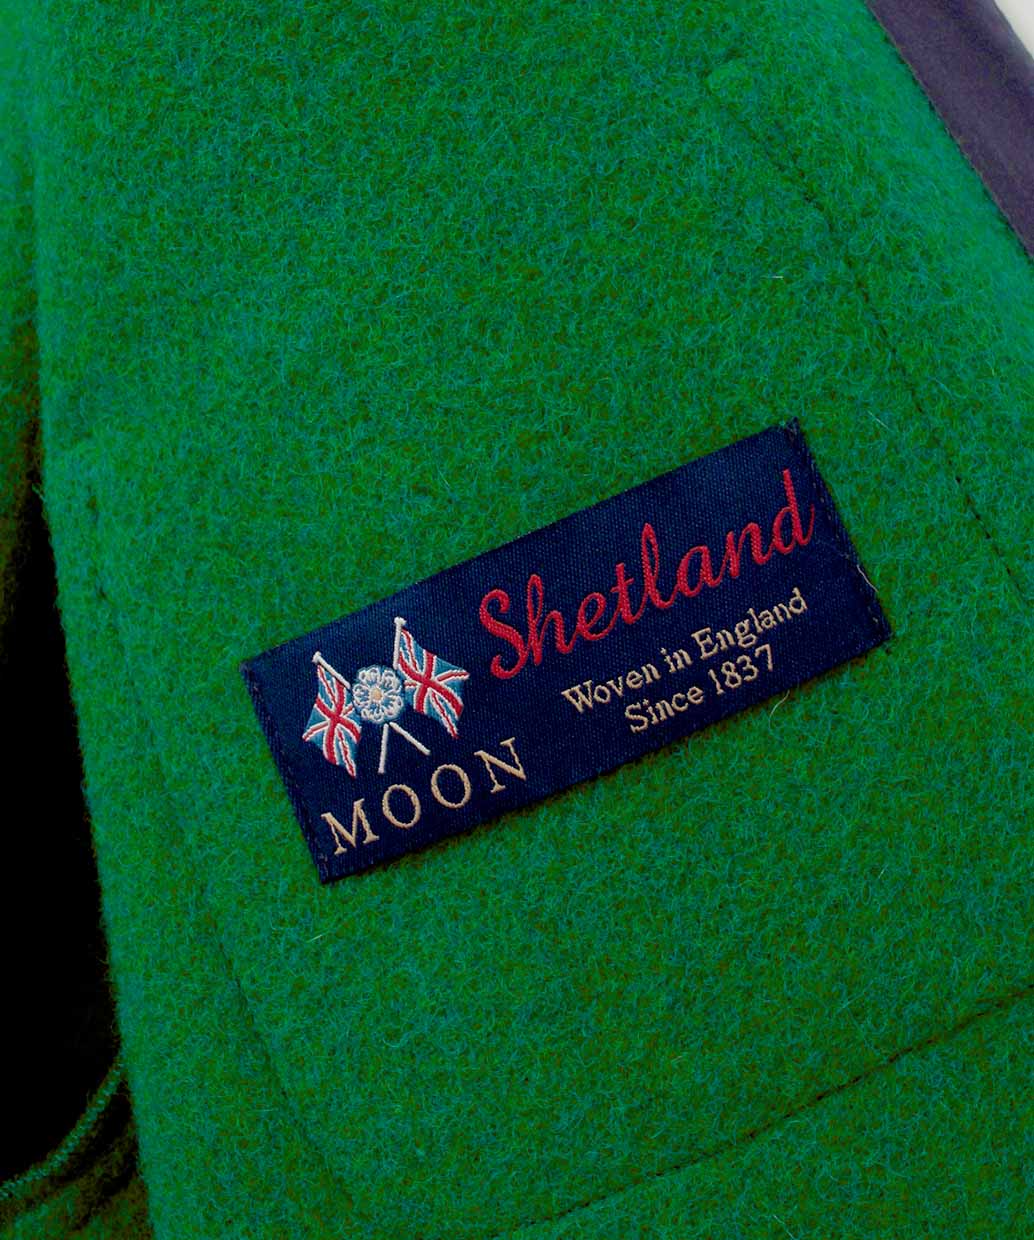 Shetland
Woven in England
Since 1837
MOON